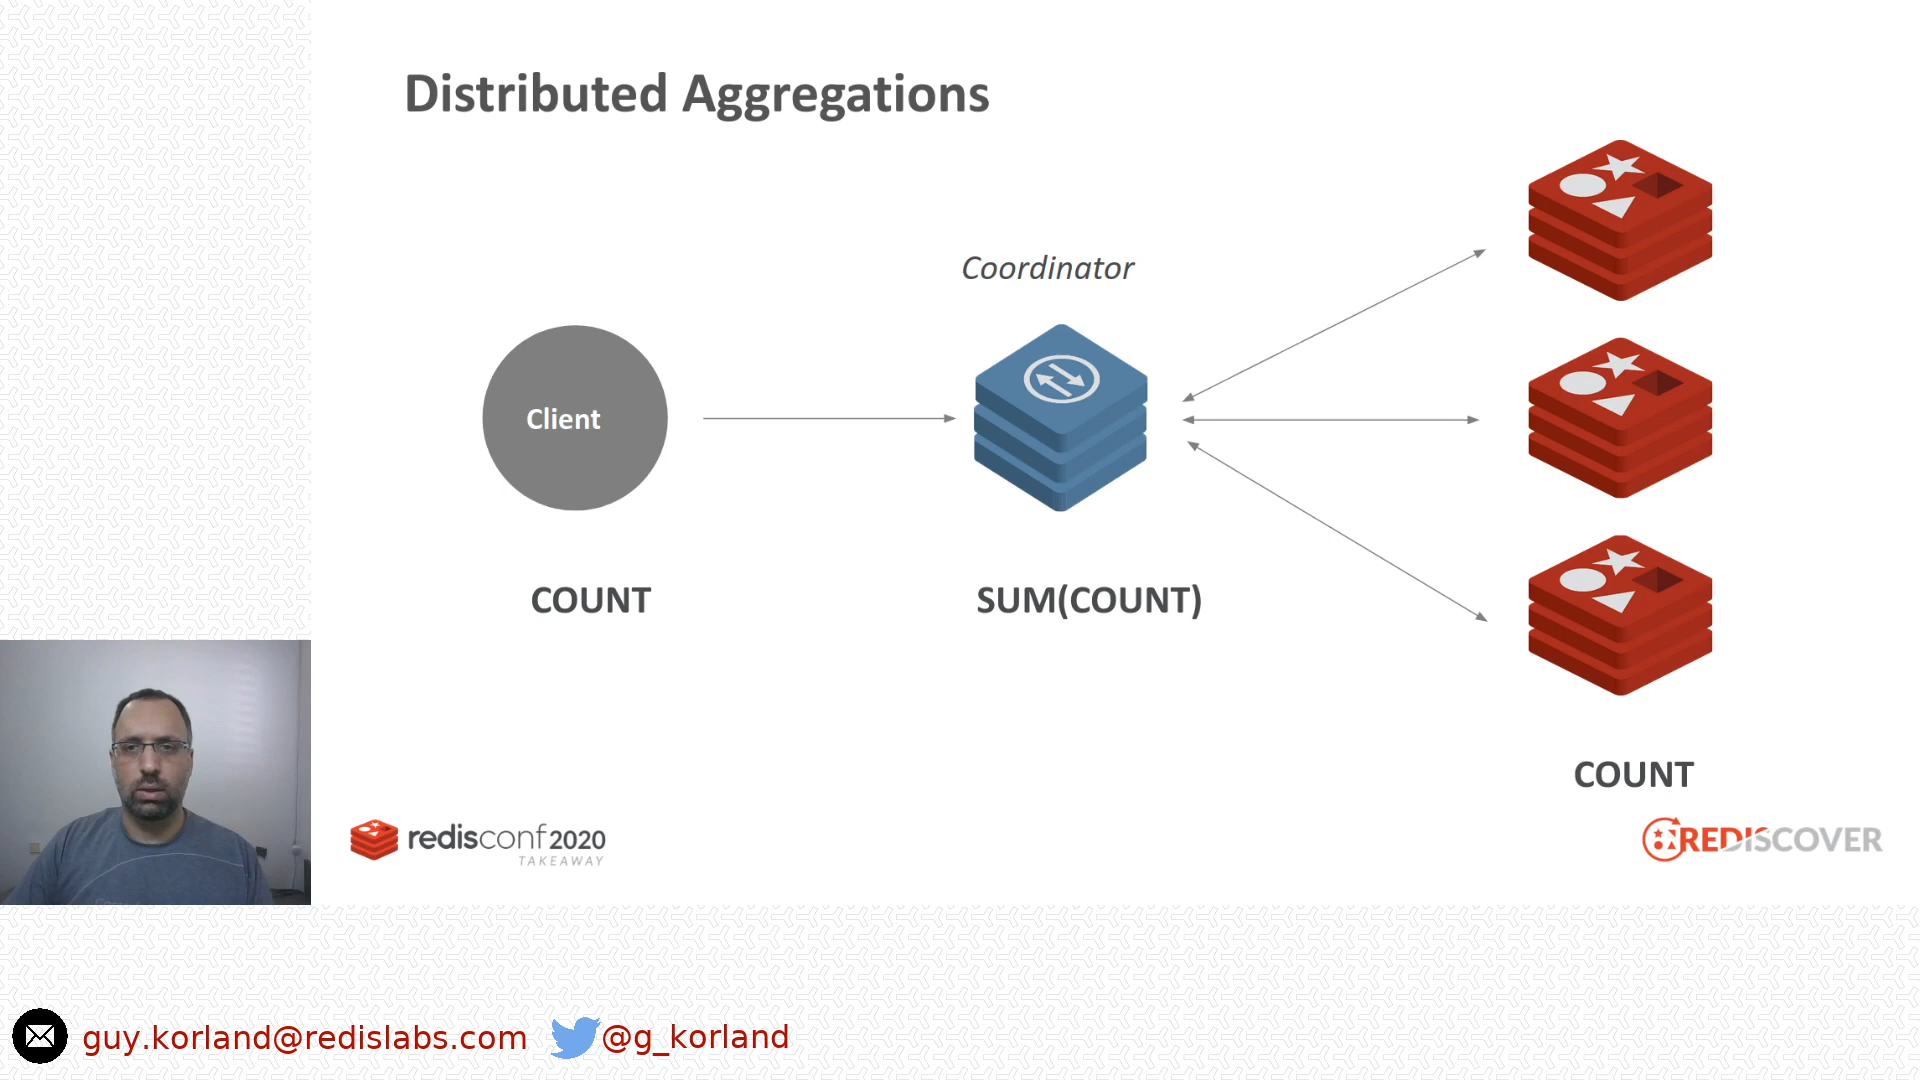 Distributed Aggregations
Coordinator
Client
COUNT
SUM(COUNT)
COUNT
redisconf 2020
TAKEAWAY
REDISCOVER
guy.korland@redislabs.com @g_korland